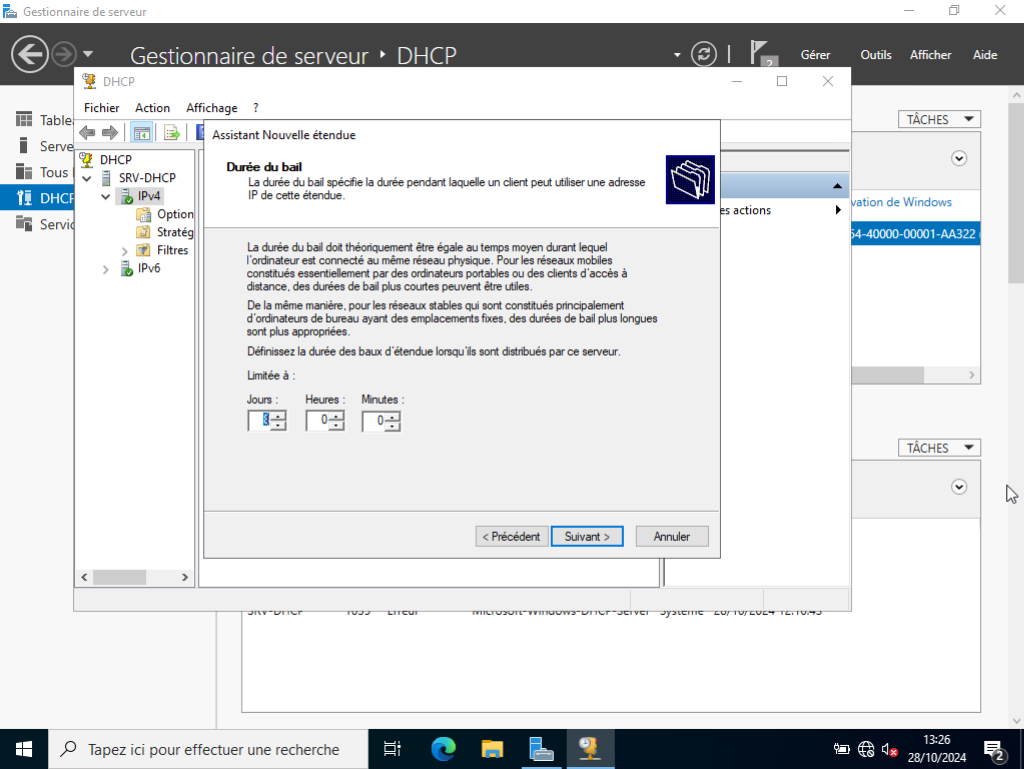 Gestionnaire de serveur
Gestionnaire de serveur ‣ DHCP
2
Gérer
Outils
Afficher
Aide
DHCP
Fichier
Action
Affichage
?
Assistant Nouvelle étendue
DHCP
SRV-DHCP
IPv4
Option
Stratég
Filtres
IPv6
Durée du bail
La durée du bail spécifie la durée pendant laquelle un client peut utiliser une adresse
IP de cette étendue.
La durée du bail doit théoriquement être égale au temps moyen durant lequel
l'ordinateur est connecté au même réseau physique. Pour les réseaux mobiles
constitués essentiellement par des ordinateurs portables ou des clients d'accès à
distance, des durées de bail plus courtes peuvent être utiles.
De la même manière, pour les réseaux stables qui sont constitués principalement
d'ordinateurs de bureau ayant des emplacements fixes, des durées de bail plus longues
sont plus appropriées.
Définissez la durée des baux d'étendue lorsqu'ils sont distribués par ce serveur.
Limitée à :
Jours :
Heures :
Minutes :
8
0
0
< Précédent
Suivant >
Annuler
es actions
Table
Serve
Tous
DHCP
Servic
TÂCHES
vation de Windows
54-40000-00001-AA322
TÂCHES
SRV-DHCP
Erreur
Microsoft-Windows-DHCP-Server
Système
28/10/2024 12:16:45
Tapez ici pour effectuer une recherche
13:26
28/10/2024
2